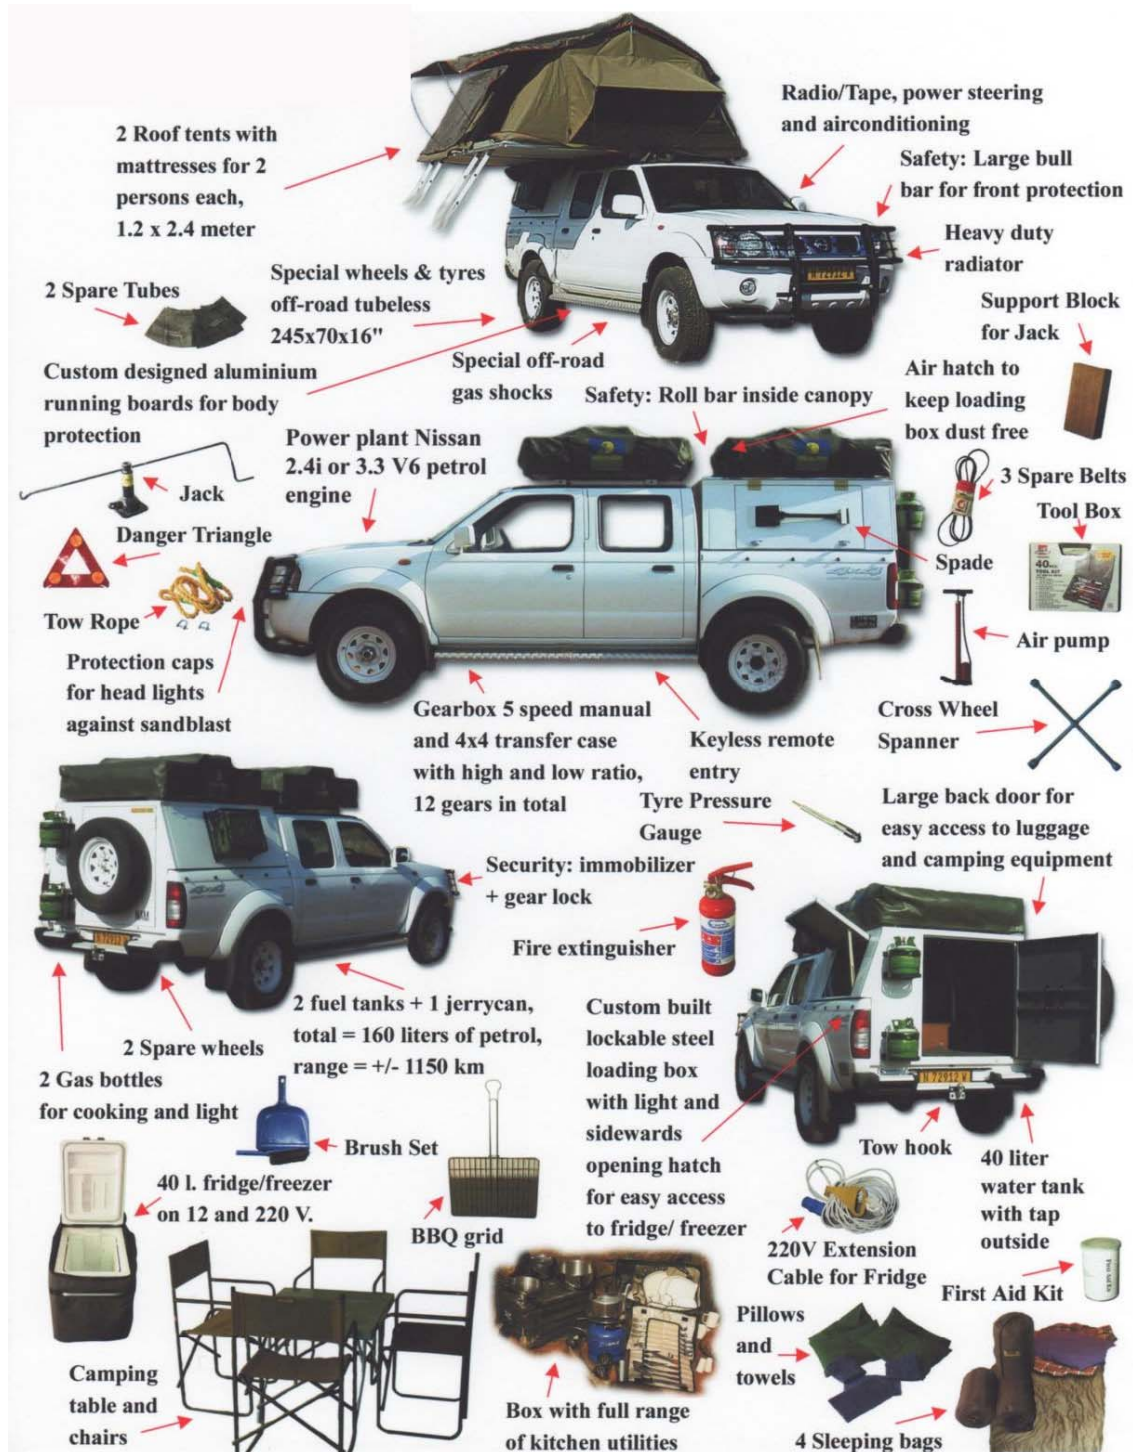 2 Roof tents with
mattresses for 2
persons each,
1.2 x 2.4 meter
Radio/Tape, power steering
and airconditioning
Safety: Large bull
bar for front protection
Heavy duty
radiator
2 Spare Tubes
Special wheels & tyres
off-road tubeless
245x70x16"
Support Block
for Jack
Custom designed aluminium
running boards for body
protection
Special off-road
gas shocks
Safety: Roll bar inside canopy
Air hatch to
keep loading
box dust free
Power plant Nissan
2.4i or 3.3 V6 petrol
engine
Jack
3 Spare Belts
Danger Triangle
Tool Box
Spade
40
Tow Rope
Air pump
Protection caps
for head lights
against sandblast
Gearbox 5 speed manual
and 4x4 transfer case
with high and low ratio,
12 gears in total
Keyless remote
entry
Cross Wheel
Spanner
Tyre Pressure
Gauge
Large back door for
easy access to luggage
and camping equipment
Security: immobilizer
+ gear lock
Fire extinguisher
2 fuel tanks + 1 jerrycan,
total = 160 liters of petrol,
range = +/- 1150 km
2 Spare wheels
2 Gas bottles
for cooking and light
Custom built
lockable steel
loading box
with light and
sidewards
opening hatch
for easy access
to fridge/ freezer
N 72912 W
Tow hook
40 liter
water tank
with tap
outside
Brush Set
40 l. fridge/freezer
on 12 and 220 V.
BBQ grid
220V Extension
Cable for Fridge
First Aid Kit
Pillows
and
towels
Camping
table and
chairs
Box with full range
of kitchen utilities
4 Sleeping bags